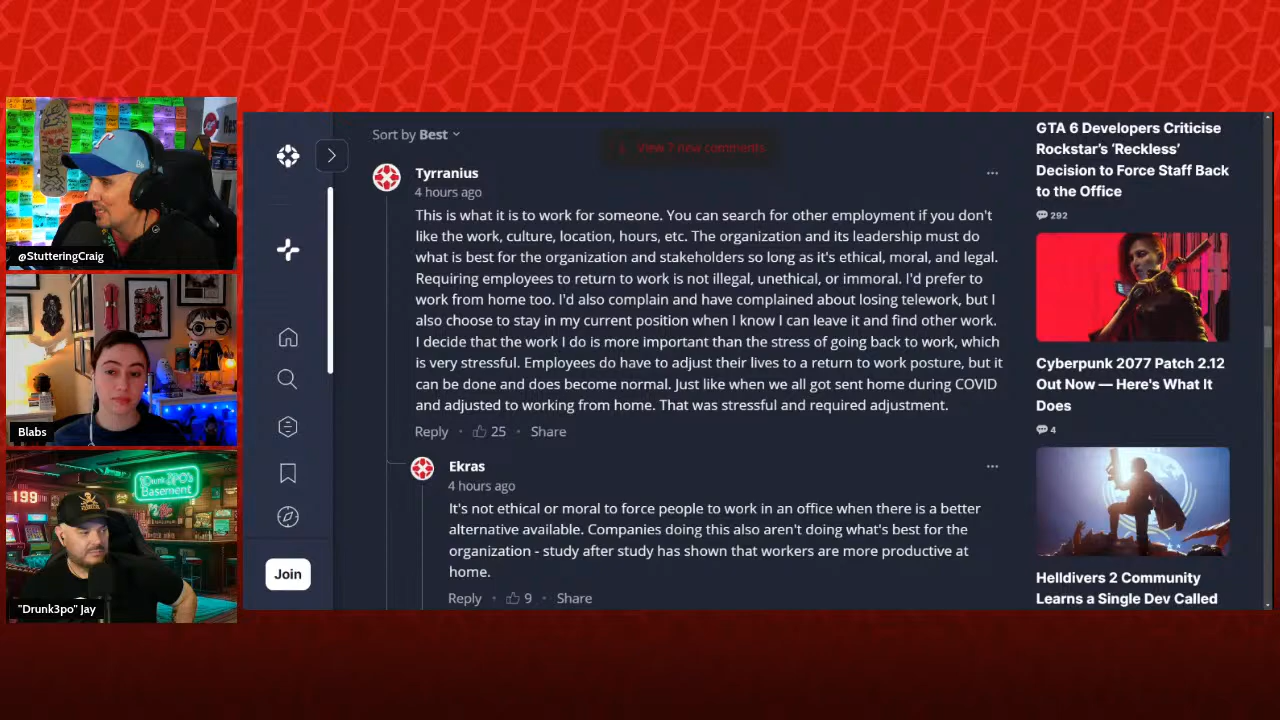 Sort by Best
View 7 new comments
Tyrranius
4 hours ago
This is what it is to work for someone. You can search for other employment if you don't
like the work, culture, location, hours, etc. The organization and its leadership must do
what is best for the organization and stakeholders so long as it's ethical, moral, and legal.
Requiring employees to return to work is not illegal, unethical, or immoral. I'd prefer to
work from home too. I'd also complain and have complained about losing telework, but I
also choose to stay in my current position when I know I can leave it and find other work.
I decide that the work I do is more important than the stress of going back to work, which
is very stressful. Employees do have to adjust their lives to a return to work posture, but it
can be done and does become normal. Just like when we all got sent home during COVID
and adjusted to working from home. That was stressful and required adjustment.
Reply · 25 · Share
Ekras
4 hours ago
It's not ethical or moral to force people to work in an office when there is a better
alternative available. Companies doing this also aren't doing what's best for the
organization - study after study has shown that workers are more productive at
home.
Reply · 9 · Share
Join
GTA 6 Developers Criticise
Rockstar's ‘Reckless’
Decision to Force Staff Back
to the Office
292
Cyberpunk 2077 Patch 2.12
Out Now — Here's What It
Does
4
Helldivers 2 Community
Learns a Single Dev Called
@StutteringCraig
Blabs
199
Drunk3PO's
Basement
"Drunk3po" Jay